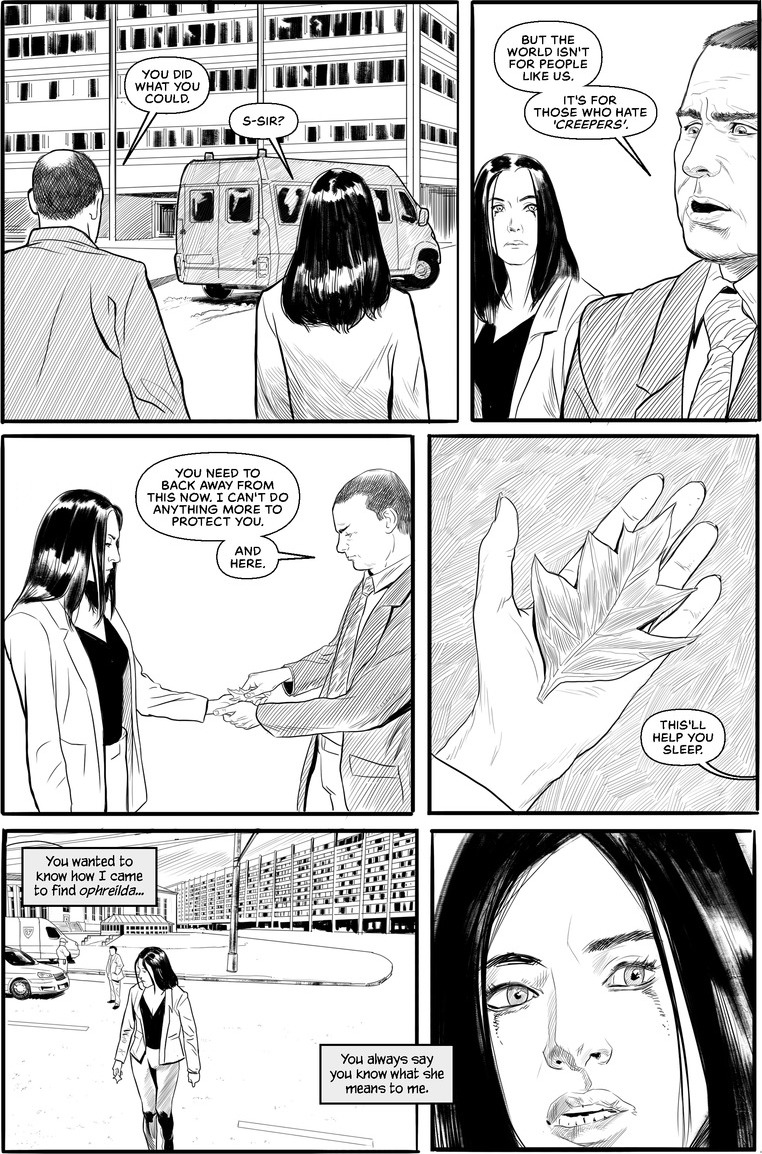 YOU DID
WHAT YOU
COULD.
S-SIR?
BUT THE
WORLD ISN'T
FOR PEOPLE
LIKE US.
IT'S FOR
THOSE WHO HATE
'CREEPERS'.
YOU NEED TO
BACK AWAY FROM
THIS NOW. I CAN'T DO
ANYTHING MORE TO
PROTECT YOU.
AND
HERE.
THIS'LL
HELP YOU
SLEEP.
You wanted to
know how I came
to find ophreilda...
You always say
you know what she
means to me.